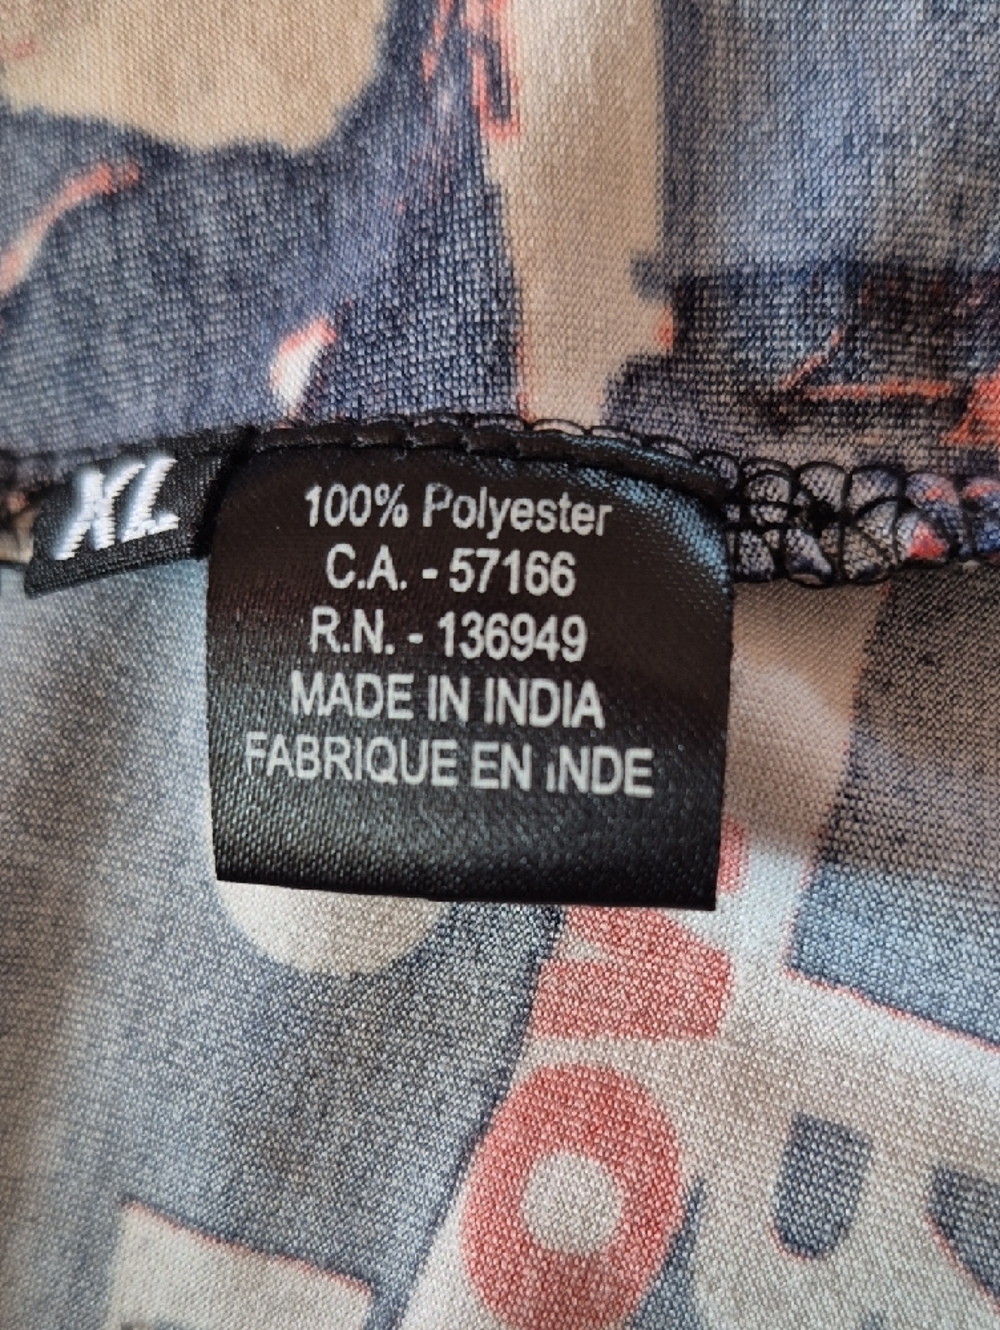 XL
100% Polyester
C.A. - 57166
R.N. - 136949
MADE IN INDIA
FABRIQUE EN INDE